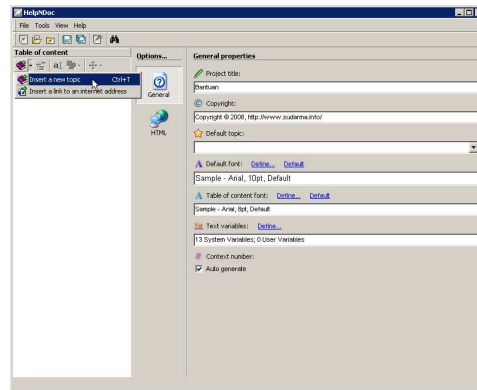 HelpNDoc
File Tools View Help
Table of content
Insert a new topic Ctrl+T
Insert a link to an internet address
Options...
General
HTML
General properties
Project title:
Bantuan
Copyright:
Copyright © 2008, http://www.sudarma.info/
Default topic:
Default font: Define... Default
Sample - Arial, 10pt, Default
Table of content font: Define... Default
Sample - Arial, 8pt, Default
Text variables: Define...
13 System Variables; 0 User Variables
Context number:
Auto generate